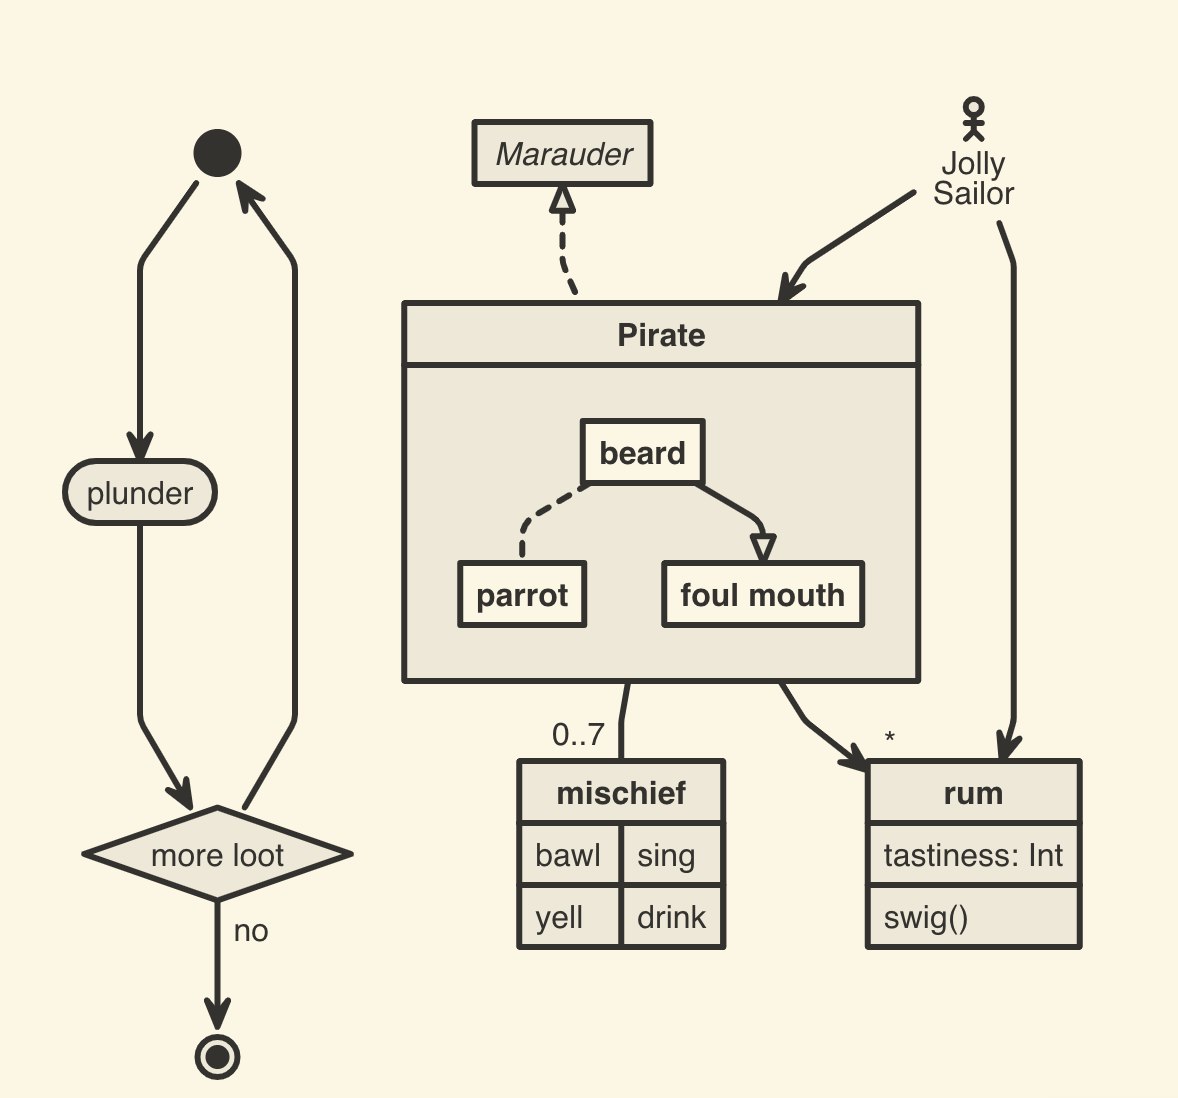 Marauder
Jolly
Sailor
Pirate
beard
plunder
parrot
foul mouth
0..7
*
mischief
rum
bawl
sing
tastiness: Int
more loot
yell
drink
swig()
no